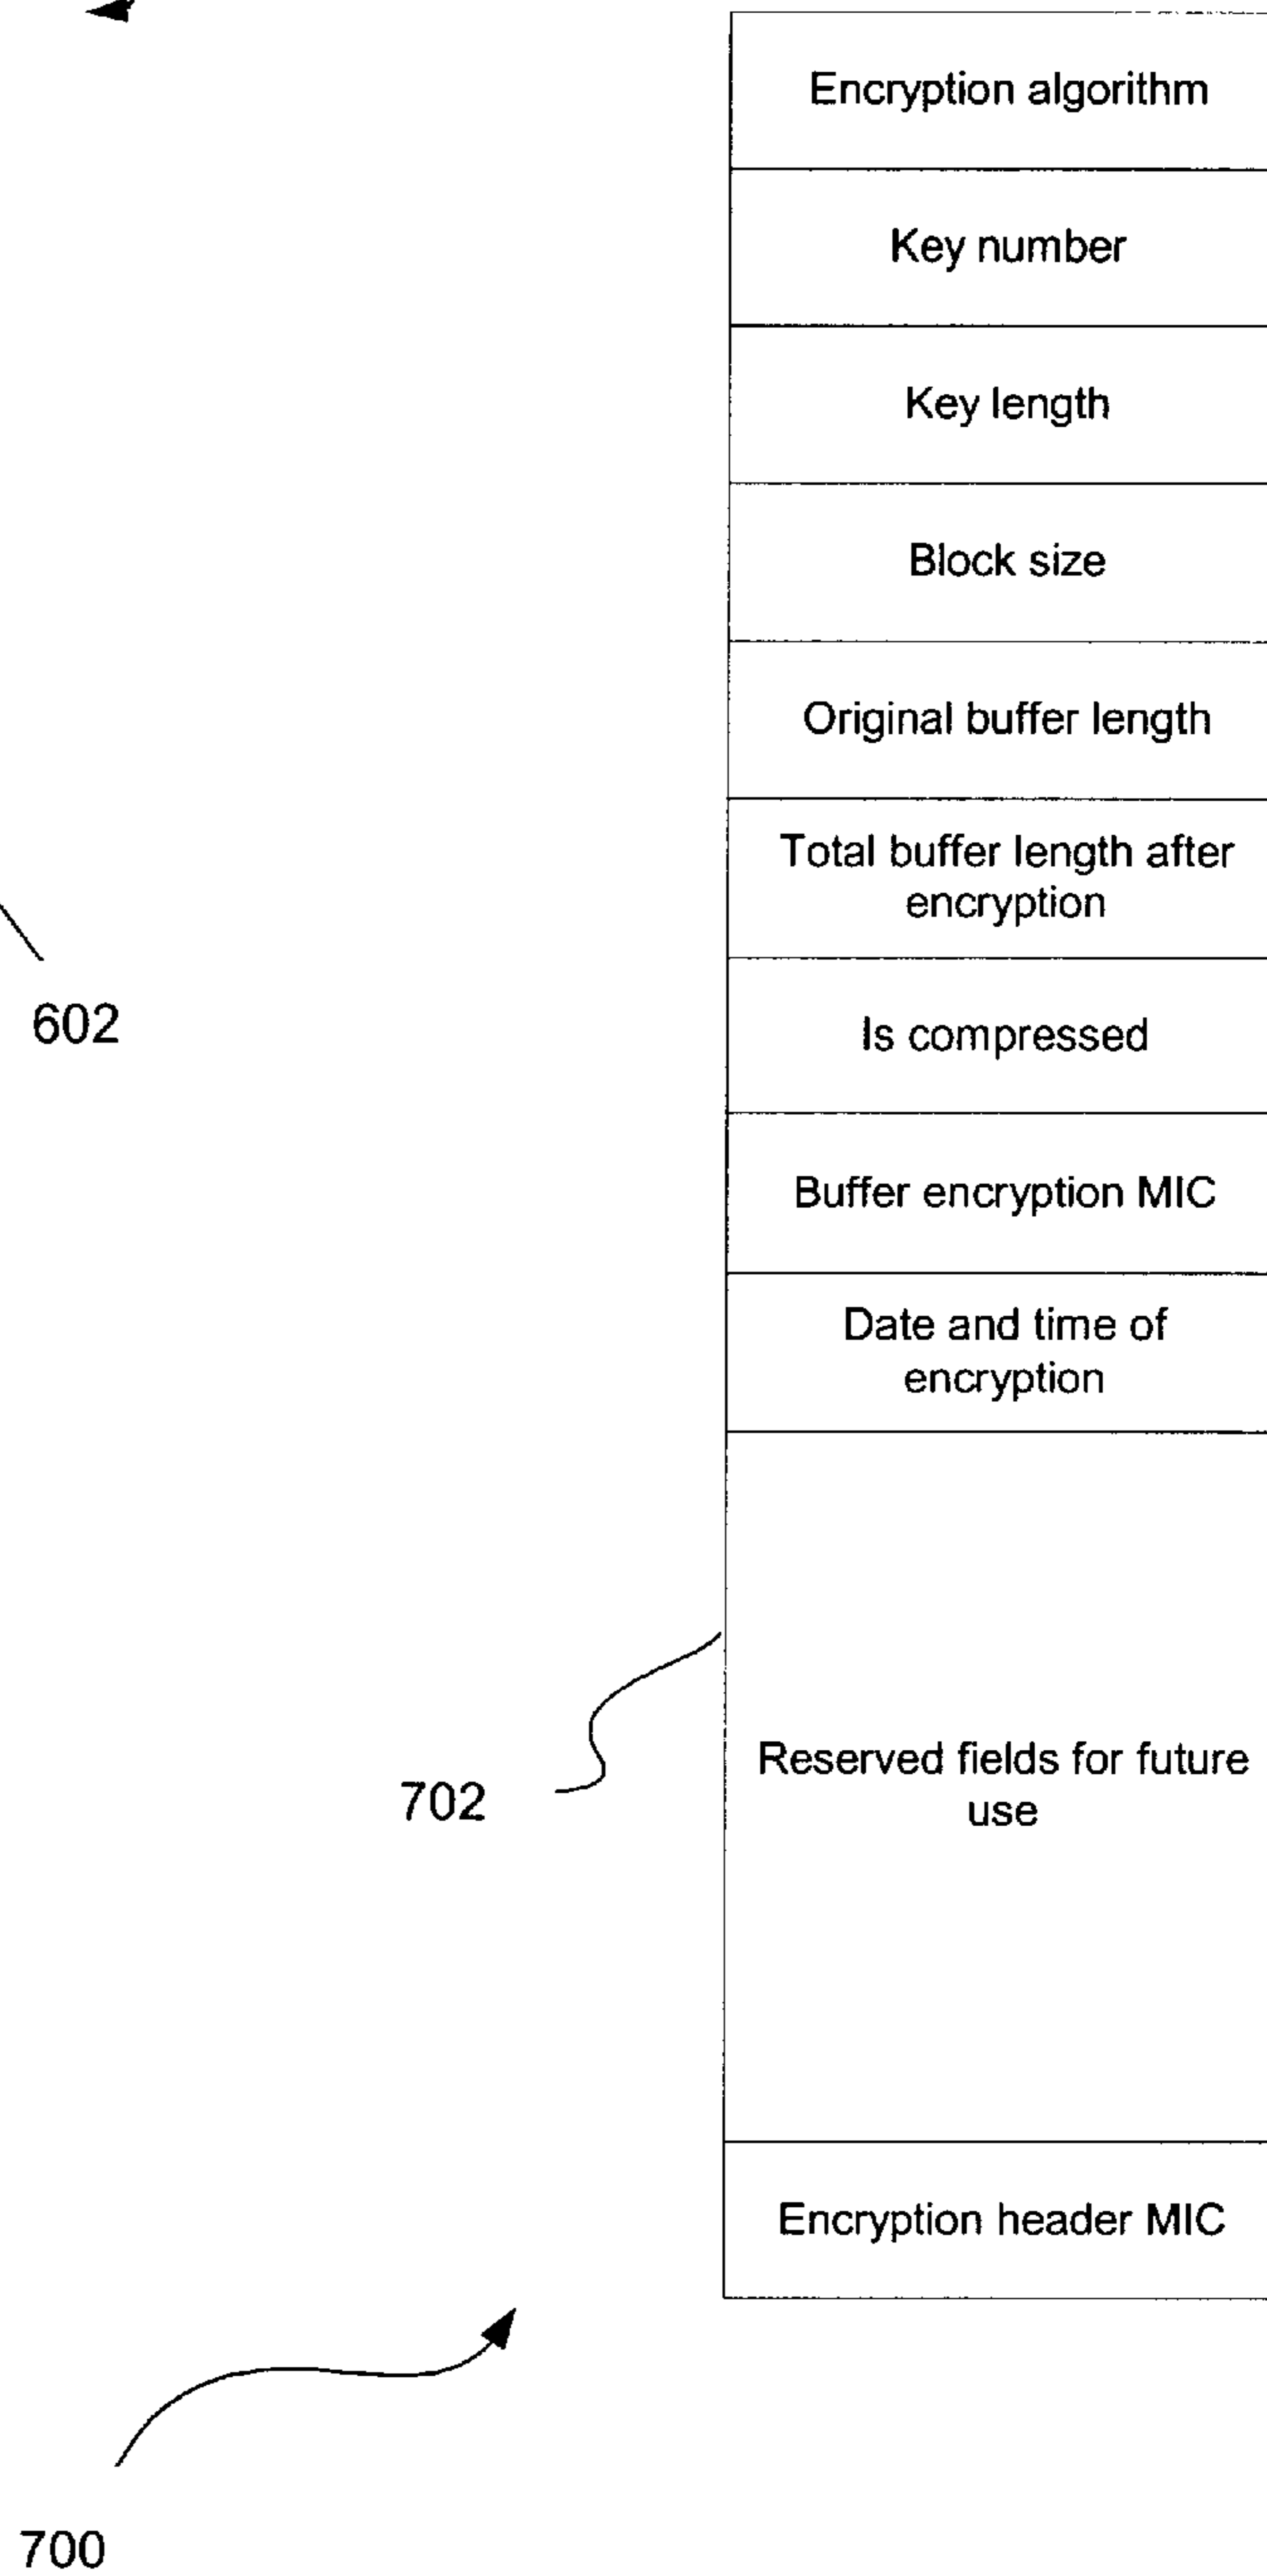 Encryption algorithm
Key number
Key length
Block size
Original buffer length
Total buffer length after
encryption
602
Is compressed
Buffer encryption MIC
Date and time of
encryption
702
Reserved fields for future
use
Encryption header MIC
700